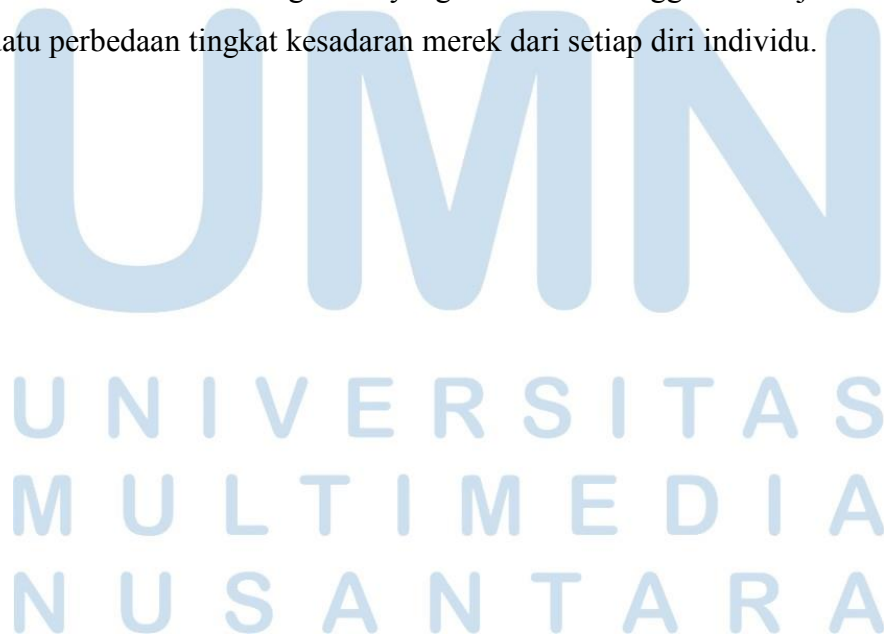 atu perbedaan tingkat kesadaran merek dari setiap diri individu.
UMN
UNIVERSITAS
MULTIMEDIA
NUSANTARA